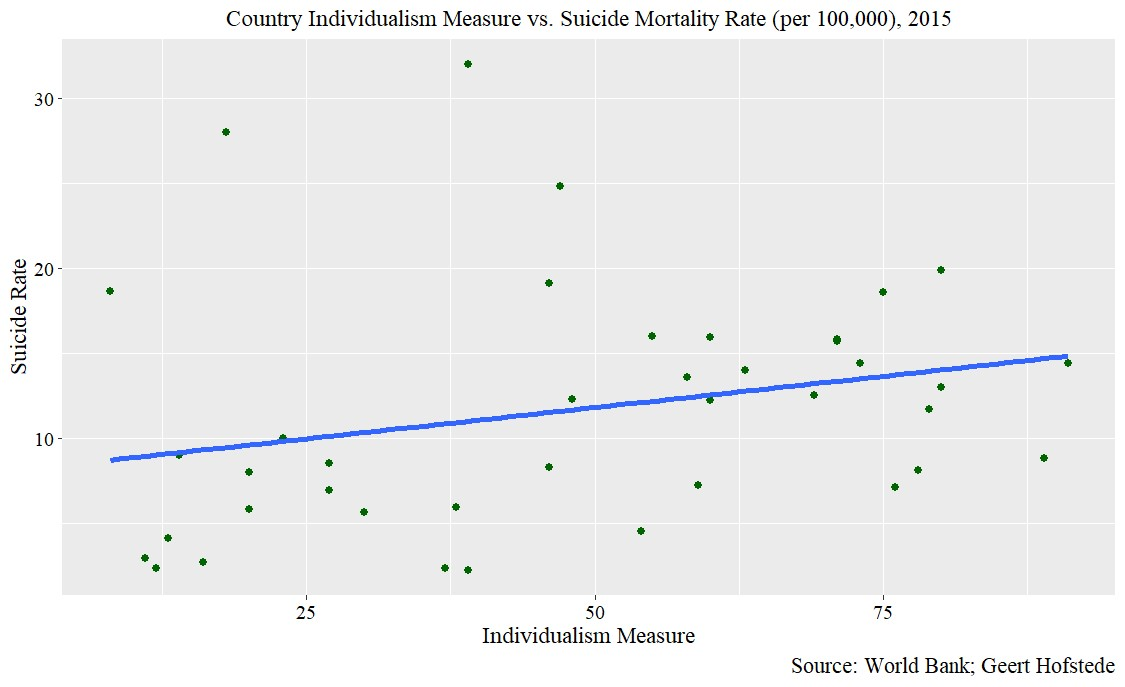 Country Individualism Measure vs. Suicide Mortality Rate (per 100,000), 2015
Suicide Rate
30
20
10
25
50
75
Individualism Measure
Source: World Bank; Geert Hofstede